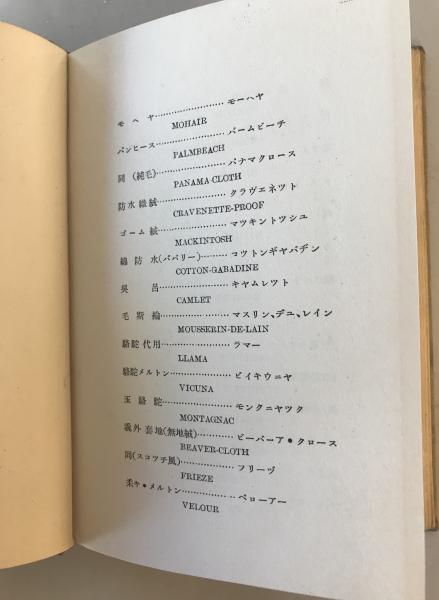 モヘヤ……………………モーヘヤ
MOHAIR
パンヒース……………………パームビーチ
PALMBEACH
同（純毛）……………………パナマクロース
PANAMA-CLOTH
防水緞絨……………………クラヴエネツト
CRAVENETTE-PROOF
ゴーム絨……………………マツキントツシユ
MACKINTOSH
綿防水(バパリー)………コツトンギヤバデン
COTTON-GABADINE
呉呂……………………キヤムレツト
CAMLET
毛斯綸……………………マスリン、デユ、レイン
MOUSSERIN-DE-LAIN
駱駝代用……………………ラマー
LLAMA
駱駝メルトン……………………ビイキウニヤ
VICUNA
玉駱駝……………………モンクニヤツク
MONTAGNAC
外套地(無地絨)…………ビーバーア・クロース
BEAVER-CLOTH
同(スコツチ風)………………フリーヅ
FRIEZE
柔キ・メルトン………………ベローアー
VELOUR